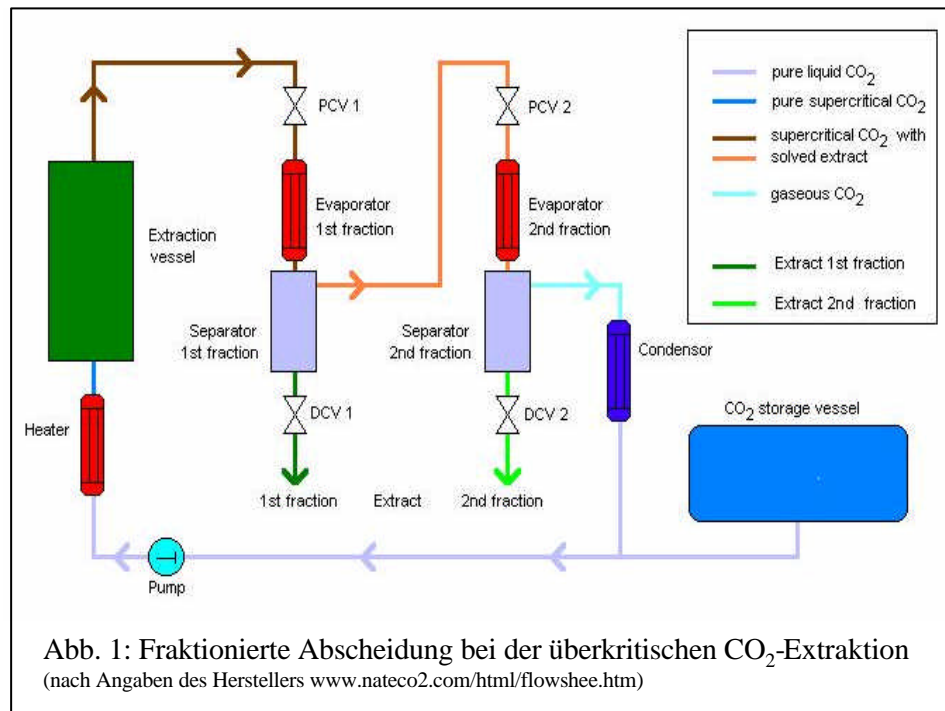 PCV 1
PCV 2
pure liquid CO₂
pure supercritical CO₂
supercritical CO₂ with
solved extract
gaseous CO₂
Extract 1st fraction
Extract 2nd fraction
Evaporator
1st fraction
Evaporator
2nd fraction
Extraction
vessel
Separator
1st fraction
Separator
2nd fraction
Condensor
Heater
DCV 1
DCV 2
CO₂ storage vessel
1st fraction
Extract
2nd fraction
Pump
Abb. 1: Fraktionierte Abscheidung bei der überkritischen CO₂-Extraktion
(nach Angaben des Herstellers www.nateco2.com/html/flowshee.htm)